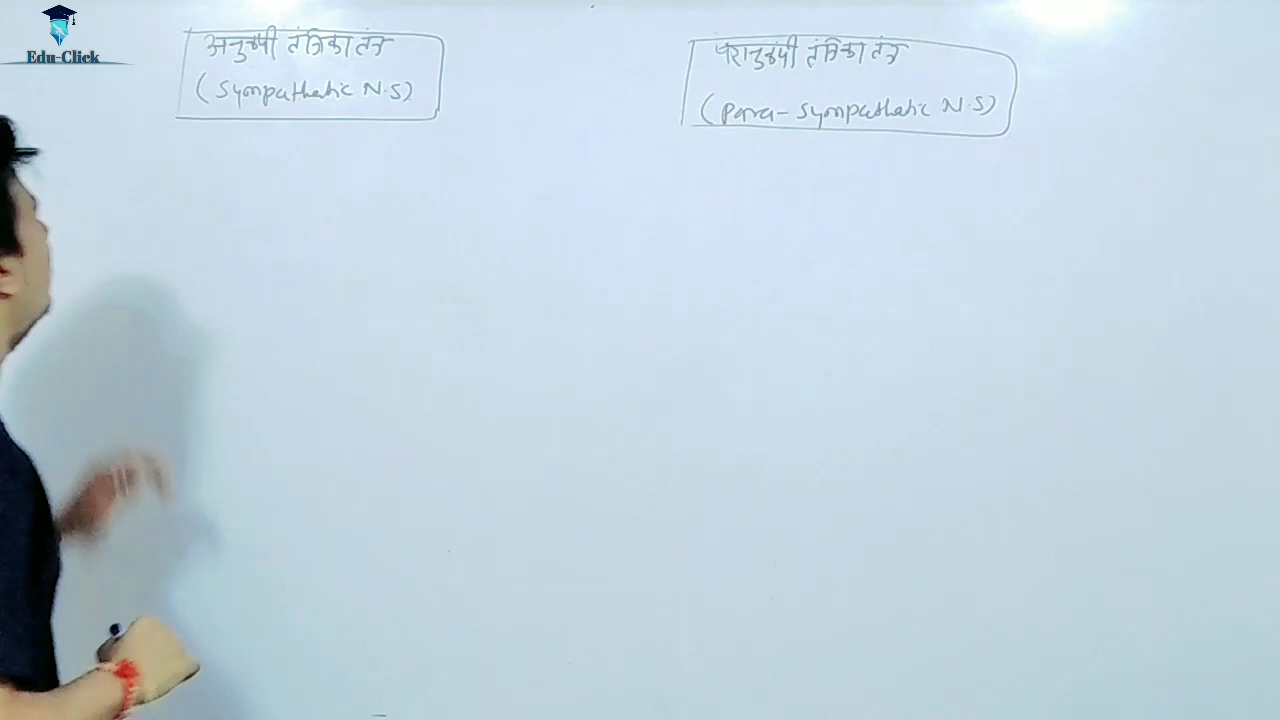 Edu-Click
अनुकंपी तंत्रिका तंत्र
(Sympathetic N.S)
परानुकंपी तंत्रिका तंत्र
(Para-Sympathetic N.S)